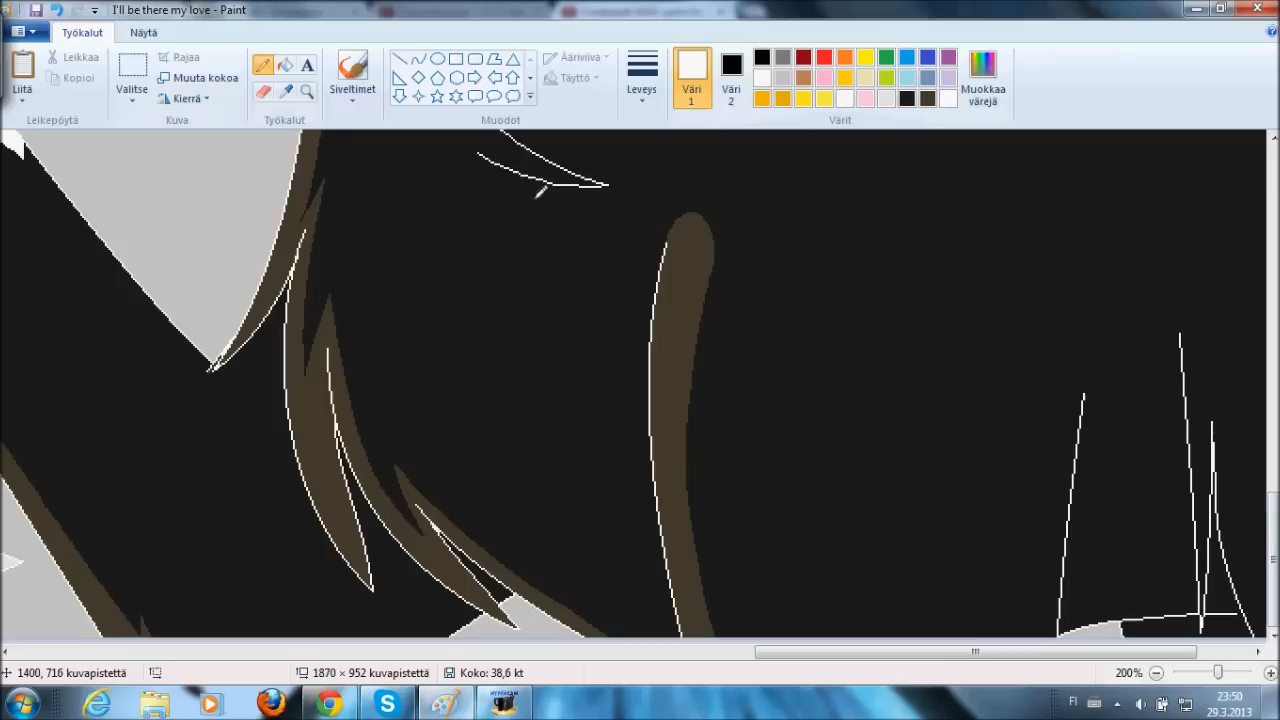 I'll be there my love - Paint
Työkalut
Näytä
Liitä
Leikkaa
Kopioi
Leikepöytä
Valitse
Rajaa
Muuta kokoa
Kierrä
Kuva
A
Työkalut
Siveltimet
Muodot
Ääriviiva
Täyttö
Leveys
Väri 1
Väri 2
Värit
Muokkaa värejä
1400, 716 kuvapistettä
1870 × 952 kuvapistettä
Koko: 38,6 kt
200%
HYPERCAM
FI
23:50
29.3.2013